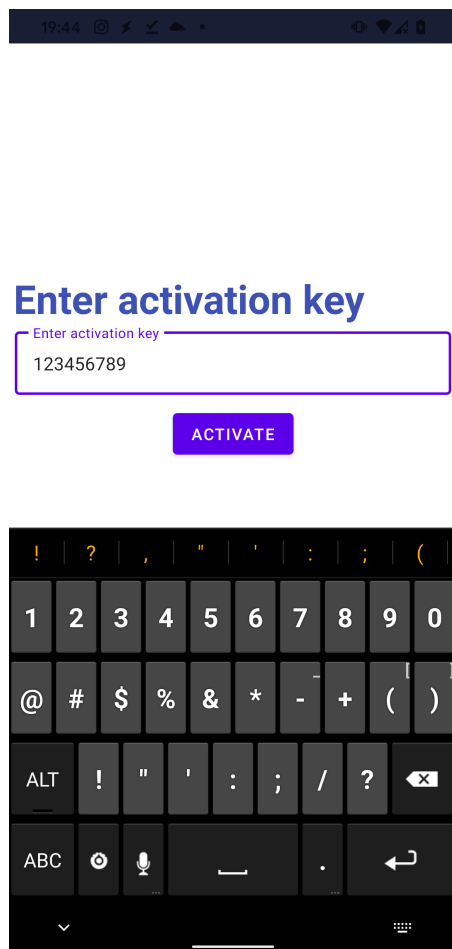 19:44
Enter activation key
Enter activation key
123456789
ACTIVATE
! ? , " ' : ; (
1 2 3 4 5 6 7 8 9 0
@ # $ % & * - + ( )
ALT ! " ' : ; / ?
ABC .